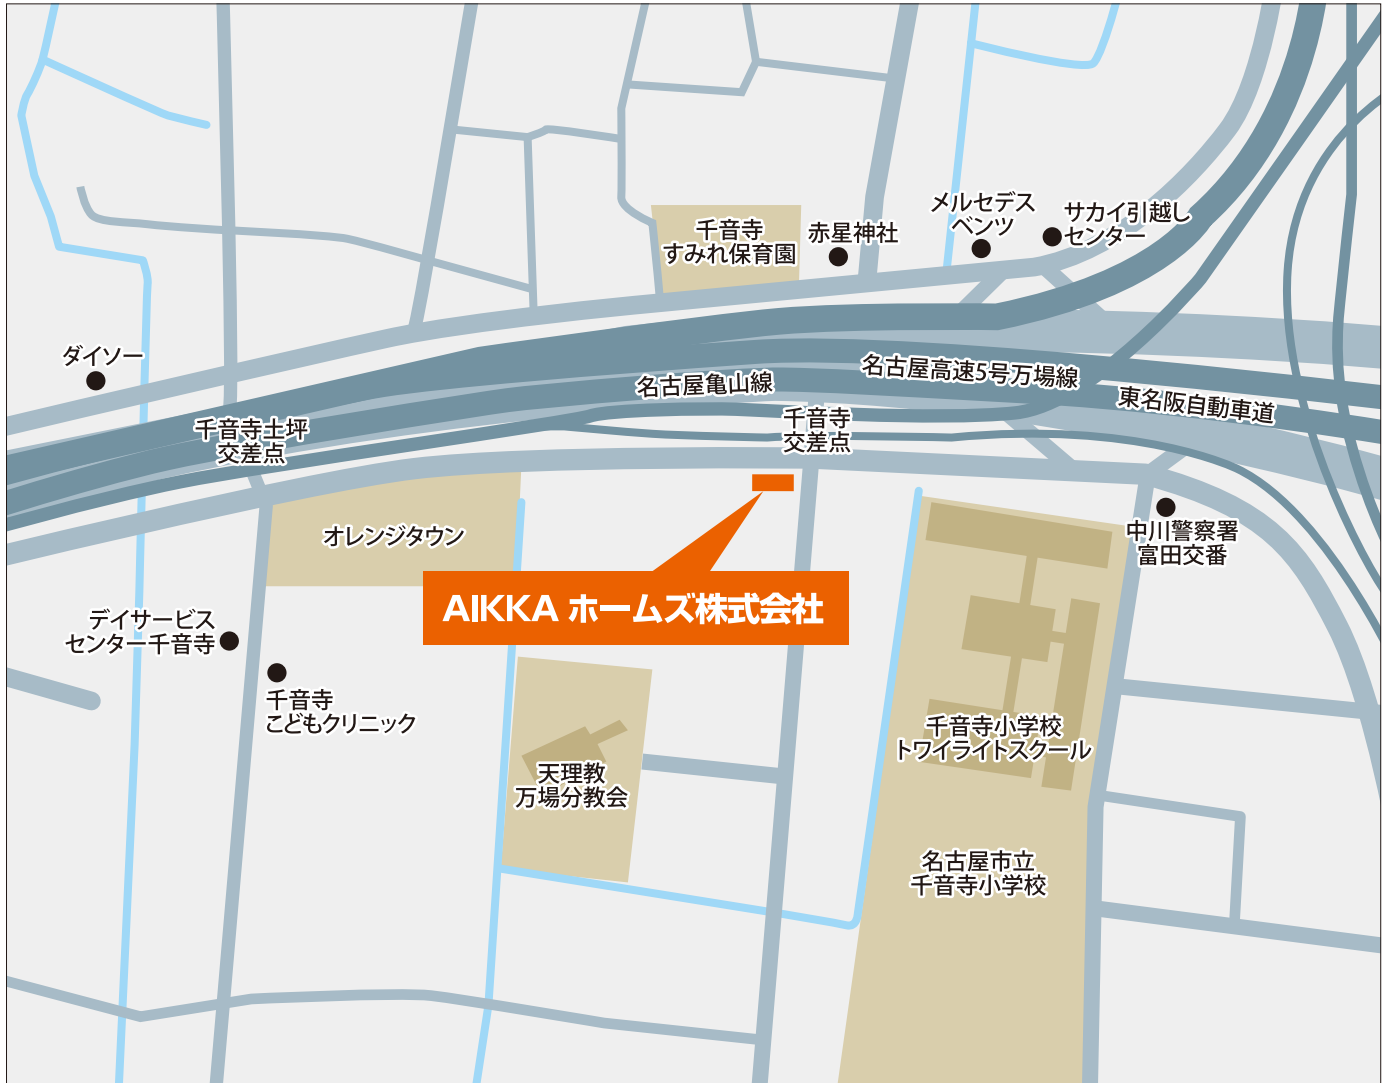 メルセデス
ベンツ
サカイ引越し
センター
千音寺
すみれ保育園
赤星神社
ダイソー
名古屋亀山線
名古屋高速5号万場線
東名阪自動車道
千音寺土坪
交差点
千音寺
交差点
オレンジタウン
中川警察署
富田交番
AIKKA ホームズ株式会社
デイサービス
センター千音寺
千音寺
こどもクリニック
千音寺小学校
トワイライトスクール
天理教
万場分教会
名古屋市立
千音寺小学校